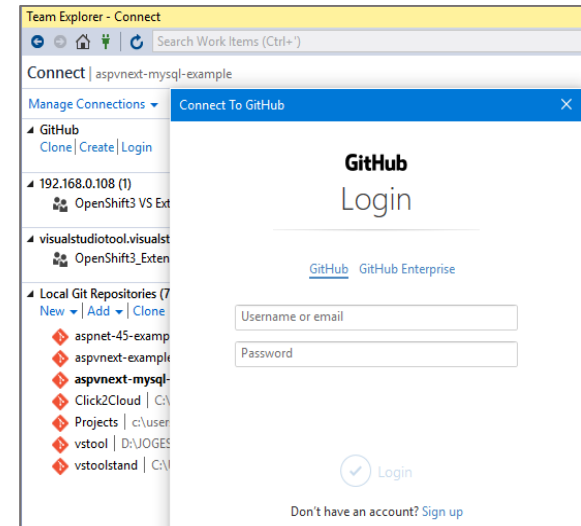 Team Explorer - Connect
Search Work Items (Ctrl+')
Connect | aspvnext-mysql-example
Manage Connections
GitHub
Clone | Create | Login
192.168.0.108 (1)
OpenShift3 VS Ext
visualstudiotool.visualst
OpenShift3_Exten
Local Git Repositories (7
New | Add | Clone
aspnet-45-examp
aspvnext-example
aspvnext-mysql-
Click2Cloud | C:\
Projects | c:\user
vstool | D:\JOGES
vstoolstand | C:\
Connect To GitHub
GitHub
Login
GitHub GitHub Enterprise
Username or email
Password
Login
Don't have an account? Sign up